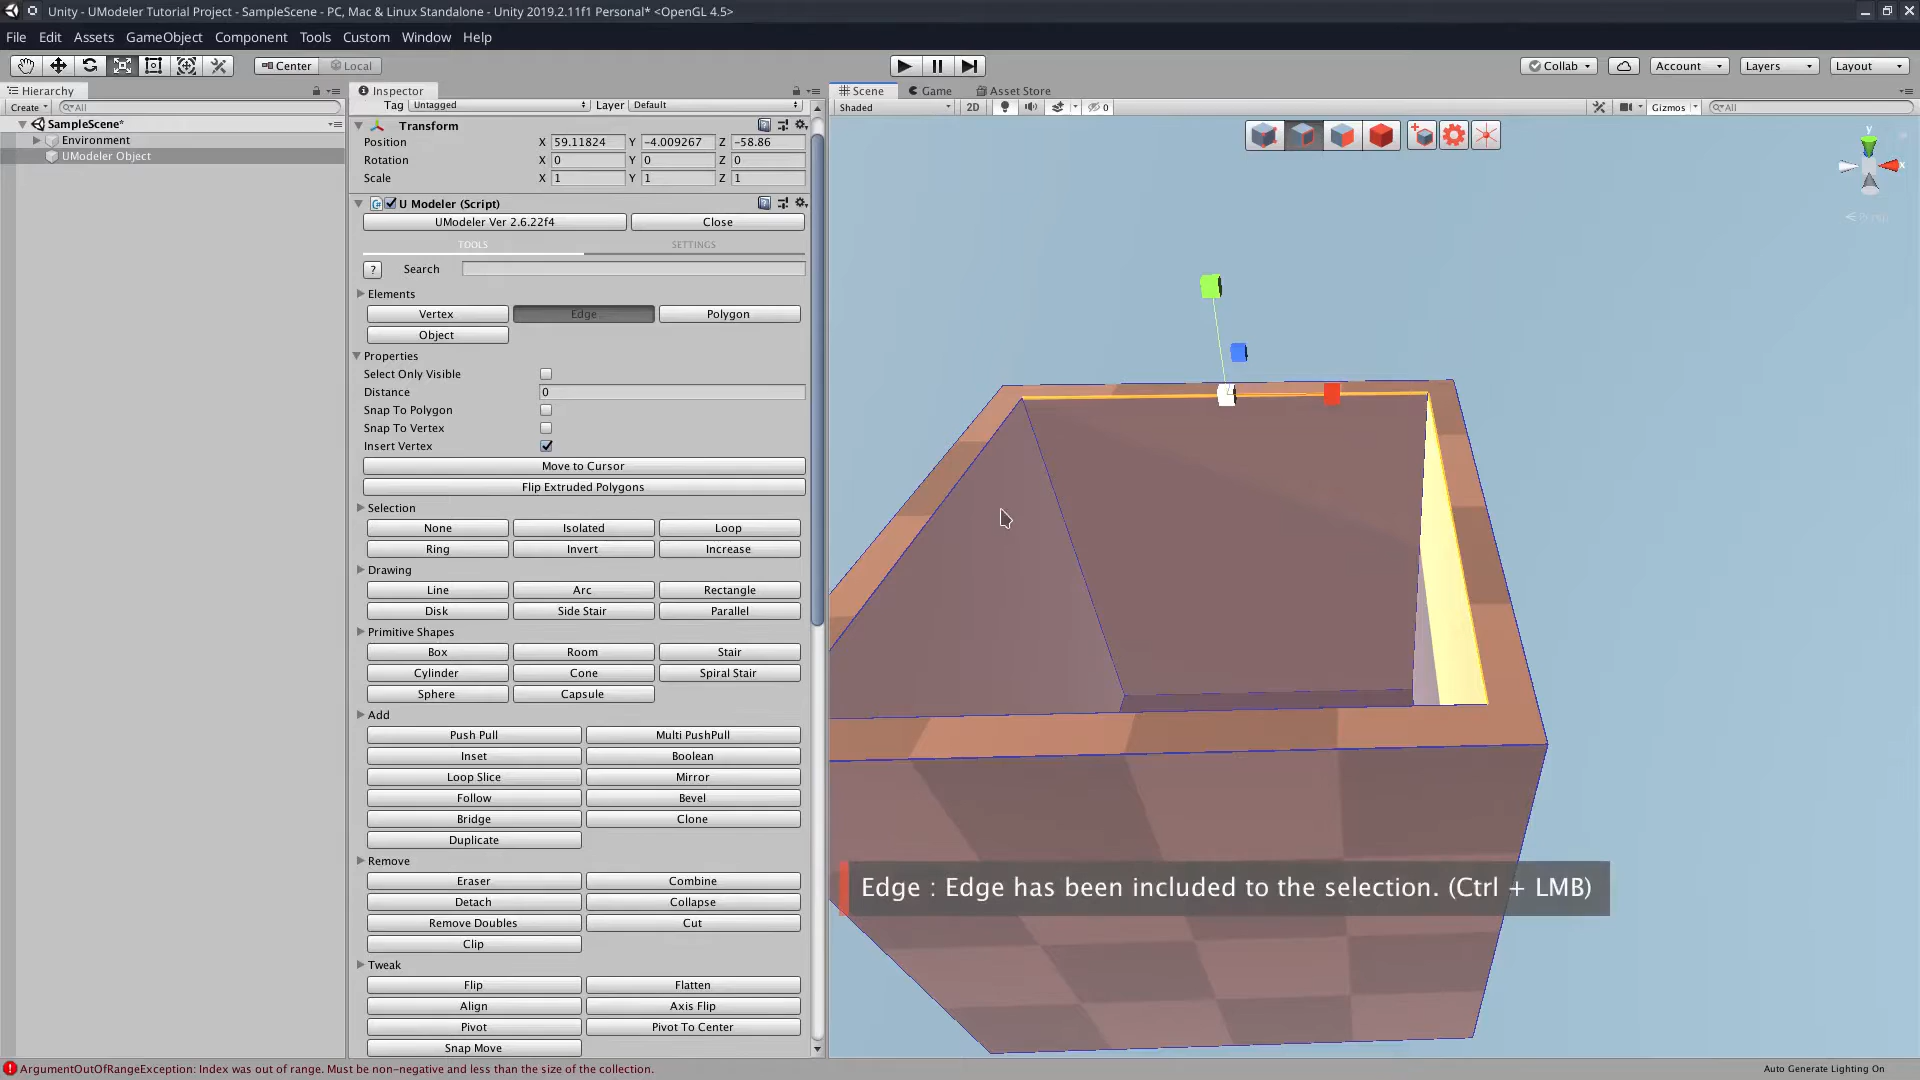 Unity - UModeler Tutorial Project - SampleScene - PC, Mac & Linux Standalone - Unity 2019.2.11f1 Personal* <OpenGL 4.5>
File Edit Assets GameObject Component Tools Custom Window Help
Center Local Collab Account Layers Layout
Hierarchy Inspector Scene Game Asset Store
Create All Tag Untagged Layer Default Shaded 2D 0 Gizmos All
SampleScene*
Environment
UModeler Object
Transform
Position X 59.11824 Y -4.009267 Z -58.86
Rotation X 0 Y 0 Z 0
Scale X 1 Y 1 Z 1
U Modeler (Script)
UModeler Ver 2.6.22f4 Close
TOOLS SETTINGS
? Search
Elements
Vertex Edge Polygon
Object
Properties
Select Only Visible
Distance 0
Snap To Polygon
Snap To Vertex
Insert Vertex
Move to Cursor
Flip Extruded Polygons
Selection
None Isolated Loop
Ring Invert Increase
Drawing
Line Arc Rectangle
Disk Side Stair Parallel
Primitive Shapes
Box Room Stair
Cylinder Cone Spiral Stair
Sphere Capsule
Add
Push Pull Multi PushPull
Inset Boolean
Loop Slice Mirror
Follow Bevel
Bridge Clone
Duplicate
Remove
Eraser Combine
Detach Collapse
Remove Doubles Cut
Clip
Tweak
Flip Flatten
Align Axis Flip
Pivot Pivot To Center
Snap Move
y
x
Persp
Edge : Edge has been included to the selection. (Ctrl + LMB)
ArgumentOutOfRangeException: Index was out of range. Must be non-negative and less than the size of the collection.
Auto Generate Lighting On